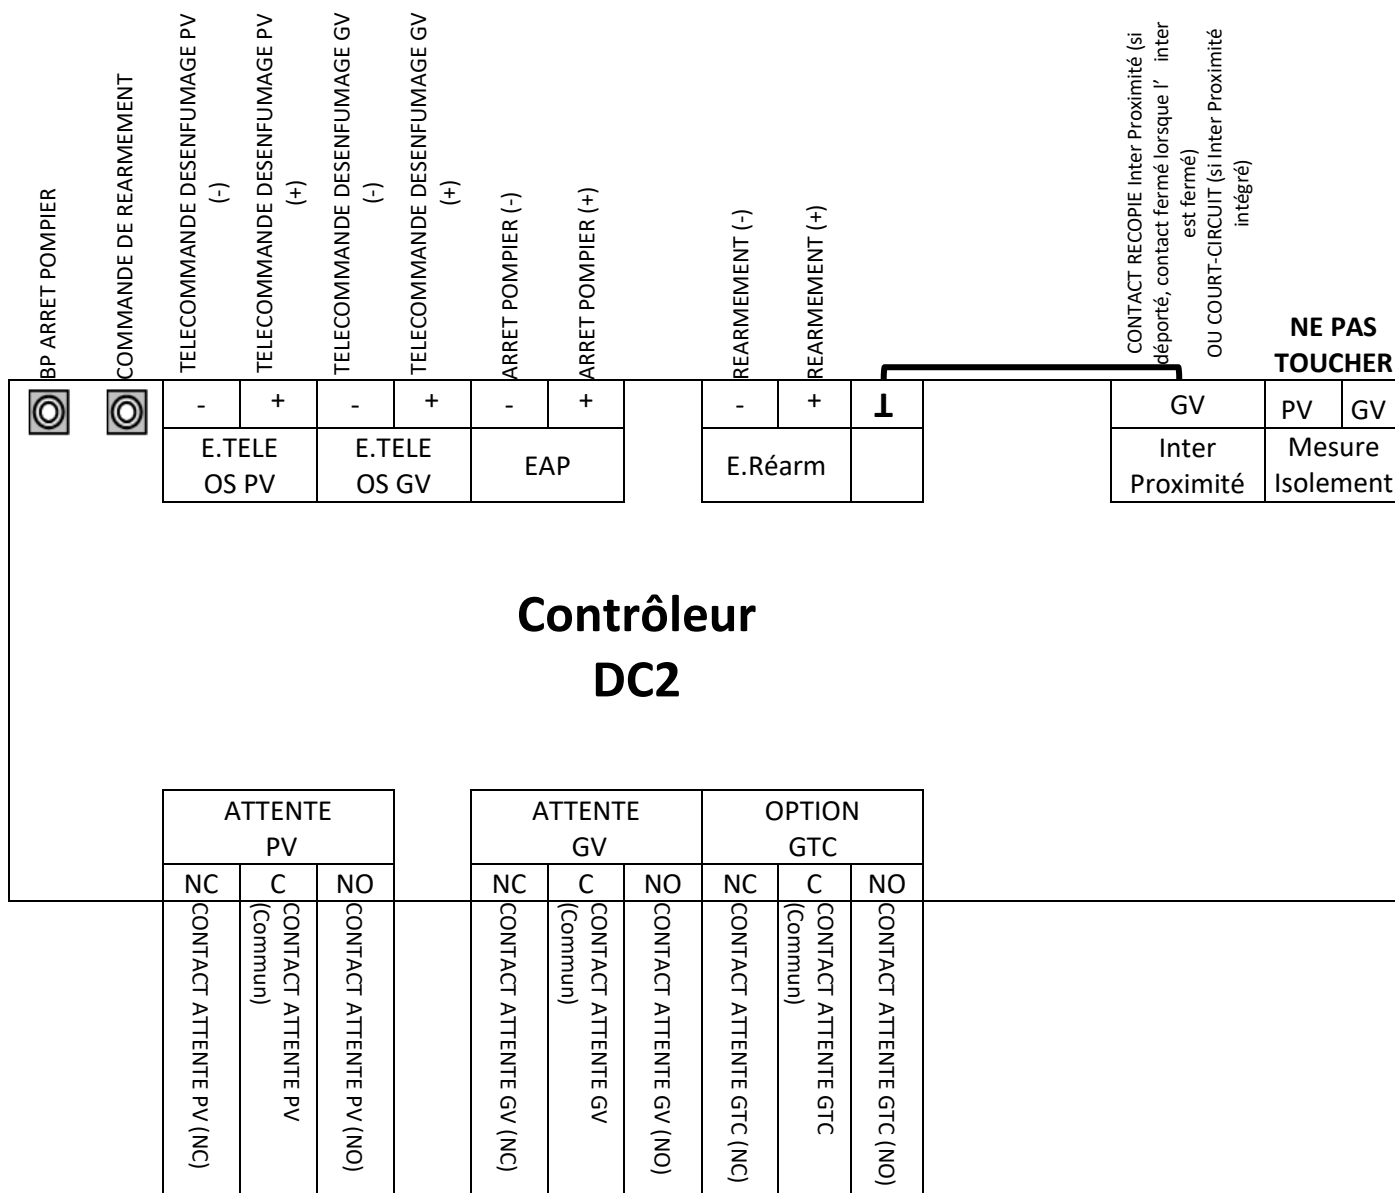 BP ARRET POMPIER
COMMANDE DE REARMEMENT
TELECOMMANDE DESENFUMAGE PV
(-)
TELECOMMANDE DESENFUMAGE PV
(+)
TELECOMMANDE DESENFUMAGE GV
(-)
TELECOMMANDE DESENFUMAGE GV
(+)
ARRET POMPIER (-)
ARRET POMPIER (+)
REARMEMENT (-)
REARMEMENT (+)
CONTACT RECOPIE Inter Proximité (si
déporté, contact fermé lorsque l’ inter
est fermé)
OU COURT-CIRCUIT (si Inter Proximité
intégré)
NE PAS
TOUCHER
- + - + - + - + GV PV GV
E.TELE
OS PV
E.TELE
OS GV
EAP
E.Réarm
Inter
Proximité
Mesure
Isolement
Contrôleur
DC2
ATTENTE
PV
ATTENTE
GV
OPTION
GTC
NC C NO NC C NO NC C NO
CONTACT ATTENTE PV (NC)
CONTACT ATTENTE PV
(Commun)
CONTACT ATTENTE PV (NO)
CONTACT ATTENTE GV (NC)
CONTACT ATTENTE GV
(Commun)
CONTACT ATTENTE GV (NO)
CONTACT ATTENTE GTC (NC)
CONTACT ATTENTE GTC
(Commun)
CONTACT ATTENTE GTC (NO)